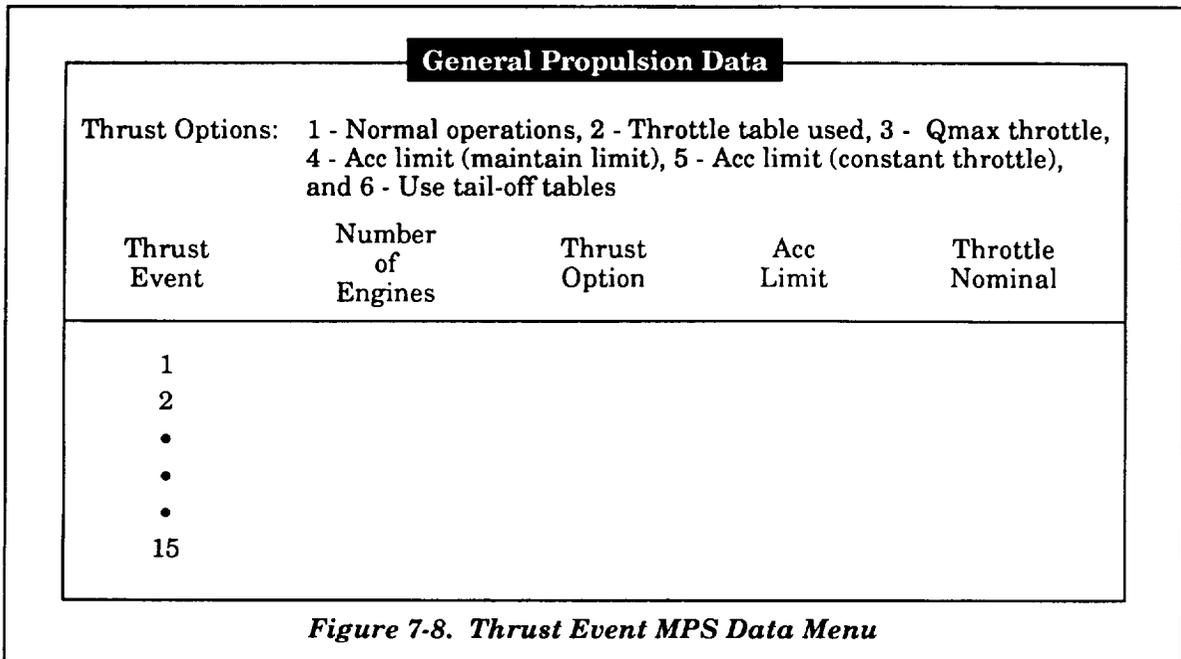 General Propulsion Data
Thrust Options: 1 - Normal operations, 2 - Throttle table used, 3 - Qmax throttle,
4 - Acc limit (maintain limit), 5 - Acc limit (constant throttle),
and 6 - Use tail-off tables
Thrust Event
Number of Engines
Thrust Option
Acc Limit
Throttle Nominal
1
2
•
•
•
15
Figure 7-8. Thrust Event MPS Data Menu